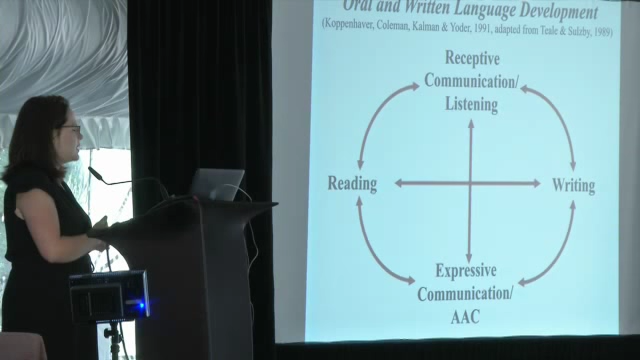 Oral and Written Language Development
(Koppenhaver, Coleman, Kalman & Yoder, 1991, adapted from Teale & Sulzby, 1989)
Receptive
Communication/
Listening
Reading
Writing
Expressive
Communication/
AAC